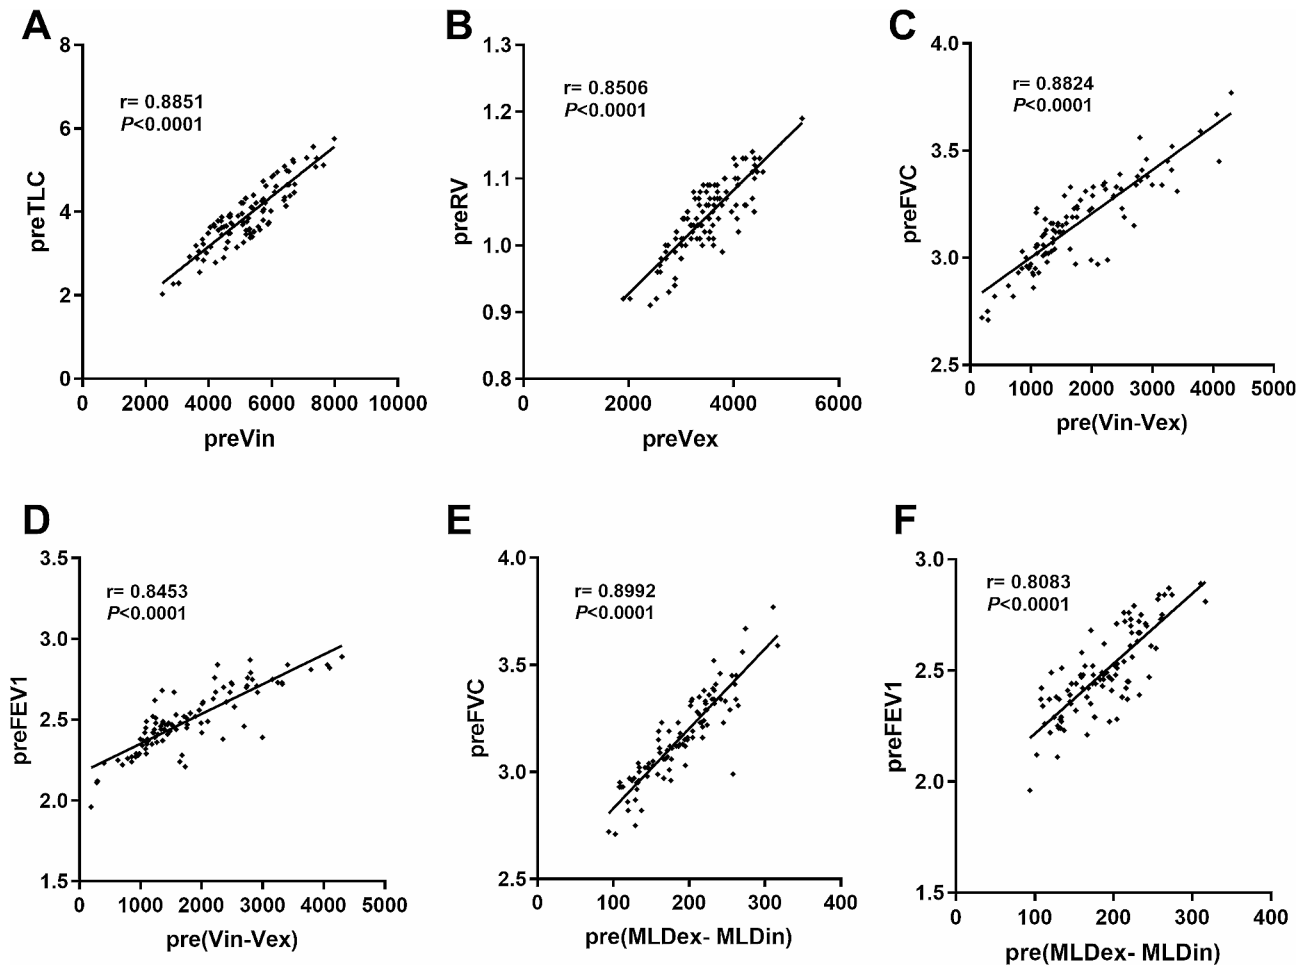 A
r= 0.8851
P<0.0001
preTLC
8
6
4
2
0
0 2000 4000 6000 8000 10000
preVin
B
r= 0.8506
P<0.0001
preRV
1.3
1.2
1.1
1.0
0.9
0.8
0 2000 4000 6000
preVex
C
r= 0.8824
P<0.0001
preFVC
4.0
3.5
3.0
2.5
0 1000 2000 3000 4000 5000
pre(Vin-Vex)
D
r= 0.8453
P<0.0001
preFEV1
3.5
3.0
2.5
2.0
1.5
0 1000 2000 3000 4000 5000
pre(Vin-Vex)
E
r= 0.8992
P<0.0001
preFVC
4.0
3.5
3.0
2.5
0 100 200 300 400
pre(MLDex- MLDin)
F
r= 0.8083
P<0.0001
preFEV1
3.0
2.5
2.0
1.5
0 100 200 300 400
pre(MLDex- MLDin)